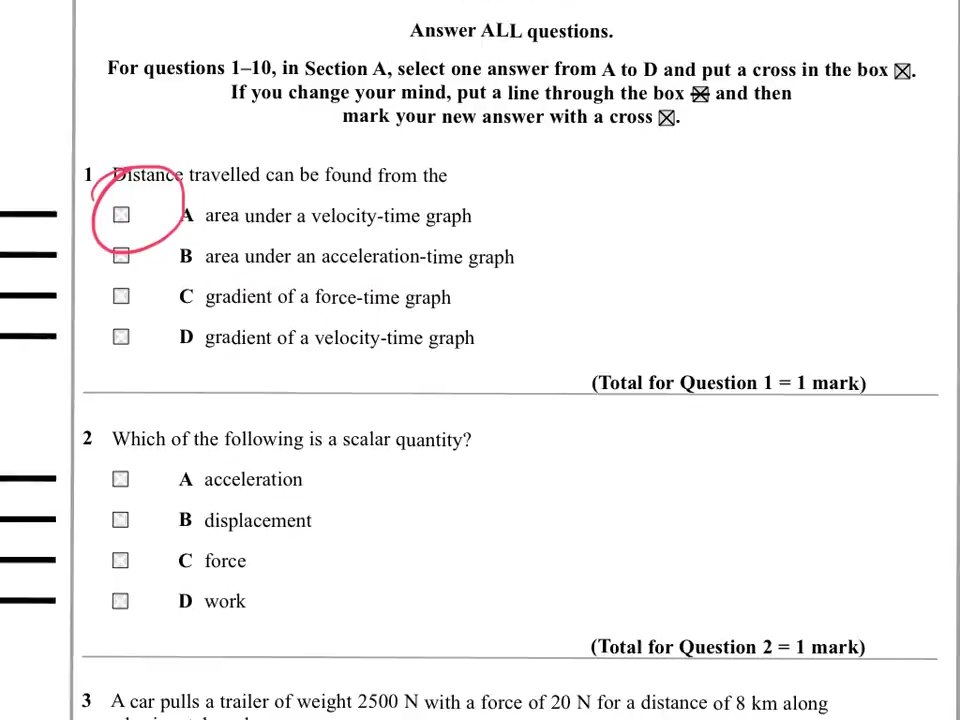 Answer ALL questions.
For questions 1–10, in Section A, select one answer from A to D and put a cross in the box ☒.
If you change your mind, put a line through the box and then
mark your new answer with a cross ☒.
1 Distance travelled can be found from the
A area under a velocity-time graph
B area under an acceleration-time graph
C gradient of a force-time graph
D gradient of a velocity-time graph
(Total for Question 1 = 1 mark)
2 Which of the following is a scalar quantity?
A acceleration
B displacement
C force
D work
(Total for Question 2 = 1 mark)
3 A car pulls a trailer of weight 2500 N with a force of 20 N for a distance of 8 km along